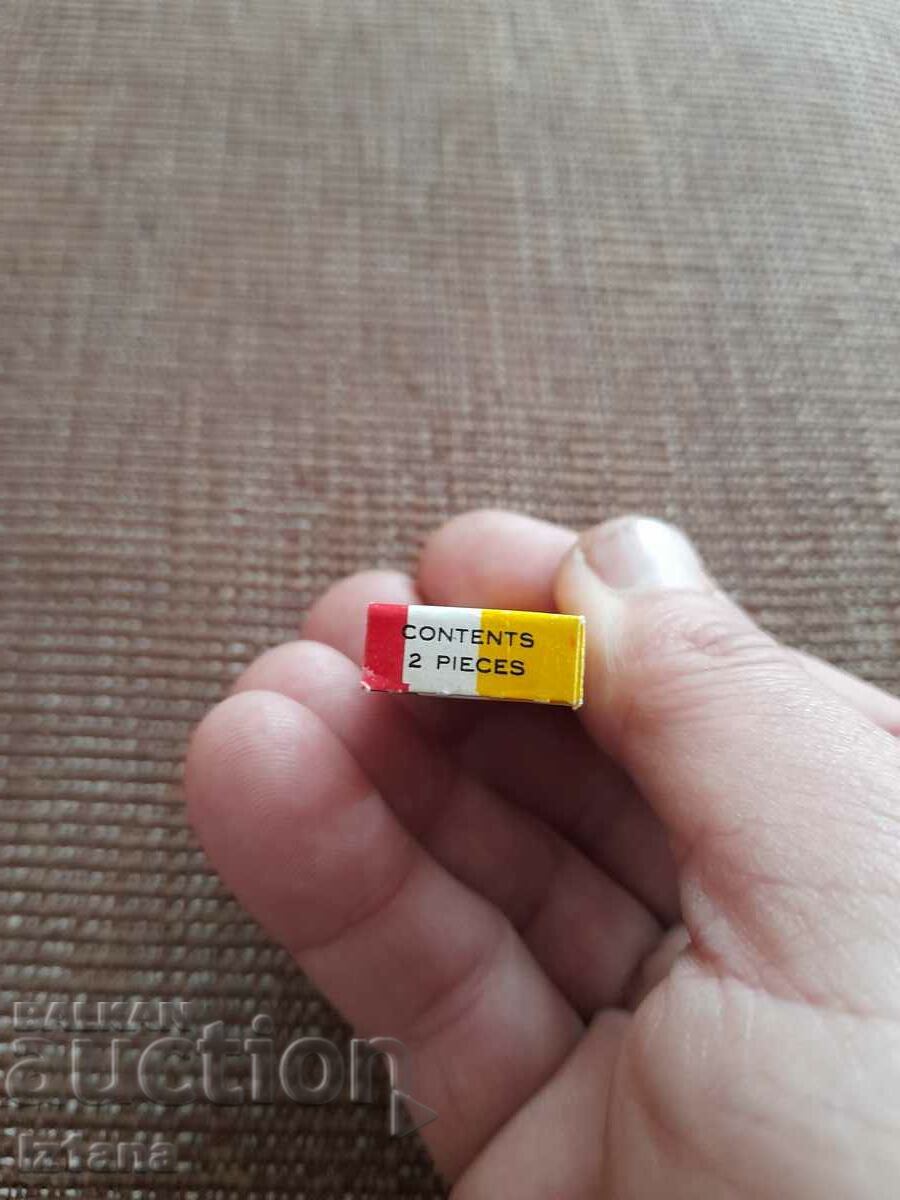 CONTENTS
2 PIECES
BALKAN
auction
Iztana